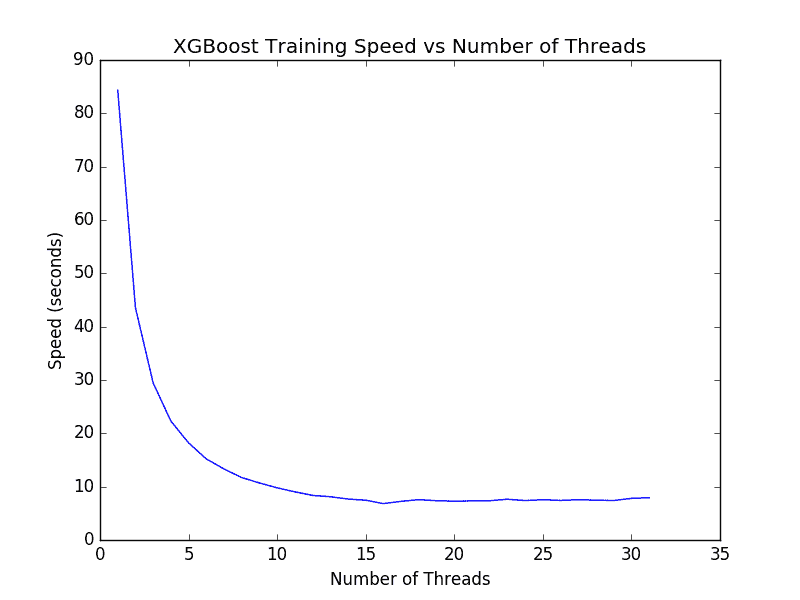 XGBoost Training Speed vs Number of Threads
90
80
70
60
50
40
30
20
10
0
Speed (seconds)
0 5 10 15 20 25 30 35
Number of Threads